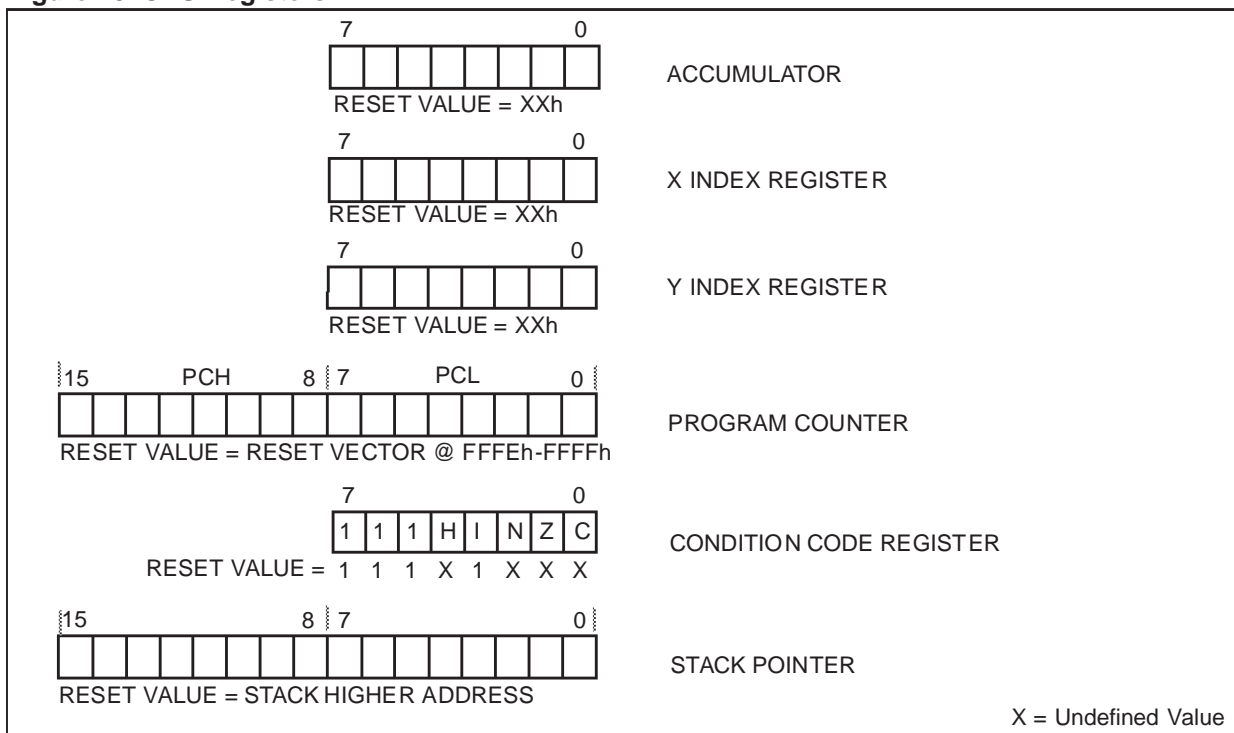 7 0
ACCUMULATOR
RESET VALUE = XXh
7 0
X INDEX REGISTER
RESET VALUE = XXh
7 0
Y INDEX REGISTER
RESET VALUE = XXh
15 PCH 8 7 PCL 0
PROGRAM COUNTER
RESET VALUE = RESET VECTOR @ FFFEh-FFFFh
7 0
1 1 1 H I N Z C
CONDITION CODE REGISTER
RESET VALUE = 1 1 1 X 1 X X X
15 8 7 0
STACK POINTER
RESET VALUE = STACK HIGHER ADDRESS
X = Undefined Value